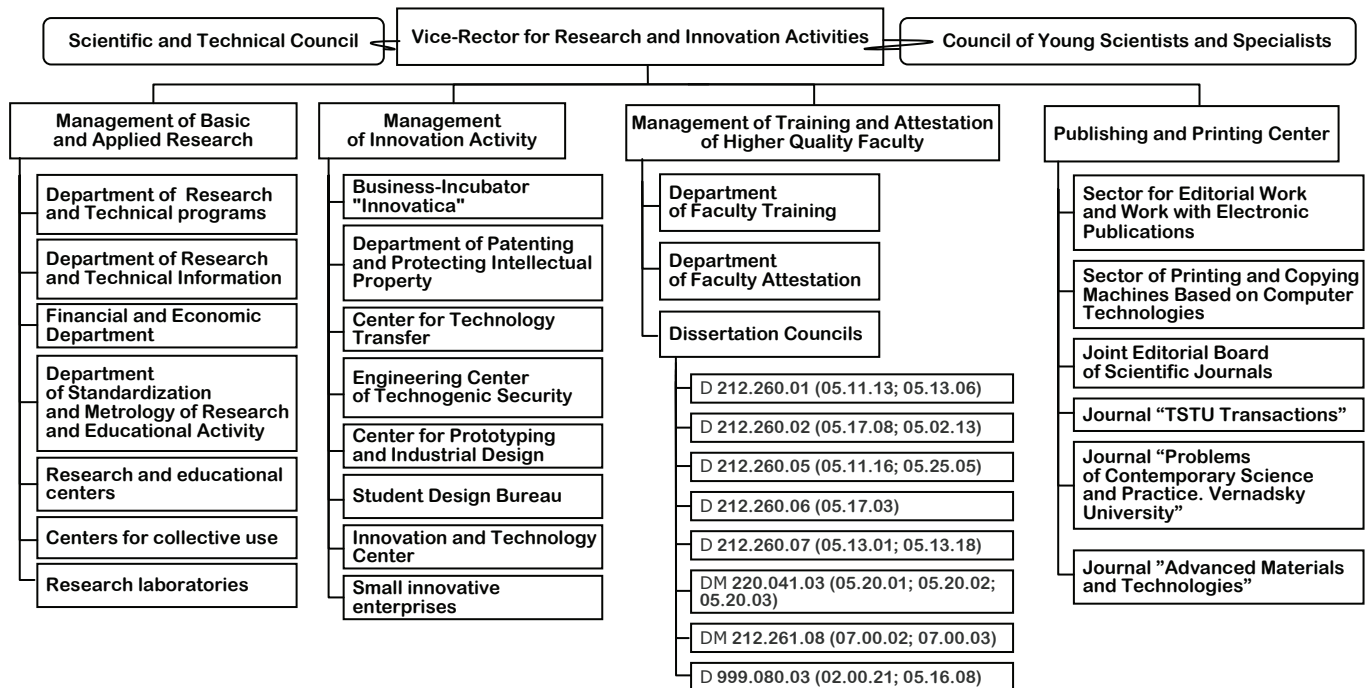 Scientific and Technical Council
Vice-Rector for Research and Innovation Activities
Council of Young Scientists and Specialists
Management of Basic
and Applied Research
Department of Research
and Technical programs
Department of Research
and Technical Information
Financial and Economic
Department
Department
of Standardization
and Metrology of Research
and Educational Activity
Research and educational
centers
Centers for collective use
Research laboratories
Management
of Innovation Activity
Business-Incubator
"Innovatica"
Department of Patenting
and Protecting Intellectual
Property
Center for Technology
Transfer
Engineering Center
of Technogenic Security
Center for Prototyping
and Industrial Design
Student Design Bureau
Innovation and Technology
Center
Small innovative
enterprises
Management of Training and Attestation
of Higher Quality Faculty
Department
of Faculty Training
Department
of Faculty Attestation
Dissertation Councils
D 212.260.01 (05.11.13; 05.13.06)
D 212.260.02 (05.17.08; 05.02.13)
D 212.260.05 (05.11.16; 05.25.05)
D 212.260.06 (05.17.03)
D 212.260.07 (05.13.01; 05.13.18)
DM 220.041.03 (05.20.01; 05.20.02;
05.20.03)
DM 212.261.08 (07.00.02; 07.00.03)
D 999.080.03 (02.00.21; 05.16.08)
Publishing and Printing Center
Sector for Editorial Work
and Work with Electronic
Publications
Sector of Printing and Copying
Machines Based on Computer
Technologies
Joint Editorial Board
of Scientific Journals
Journal “TSTU Transactions”
Journal “Problems
of Contemporary Science
and Practice. Vernadsky
University”
Journal ”Advanced Materials
and Technologies”